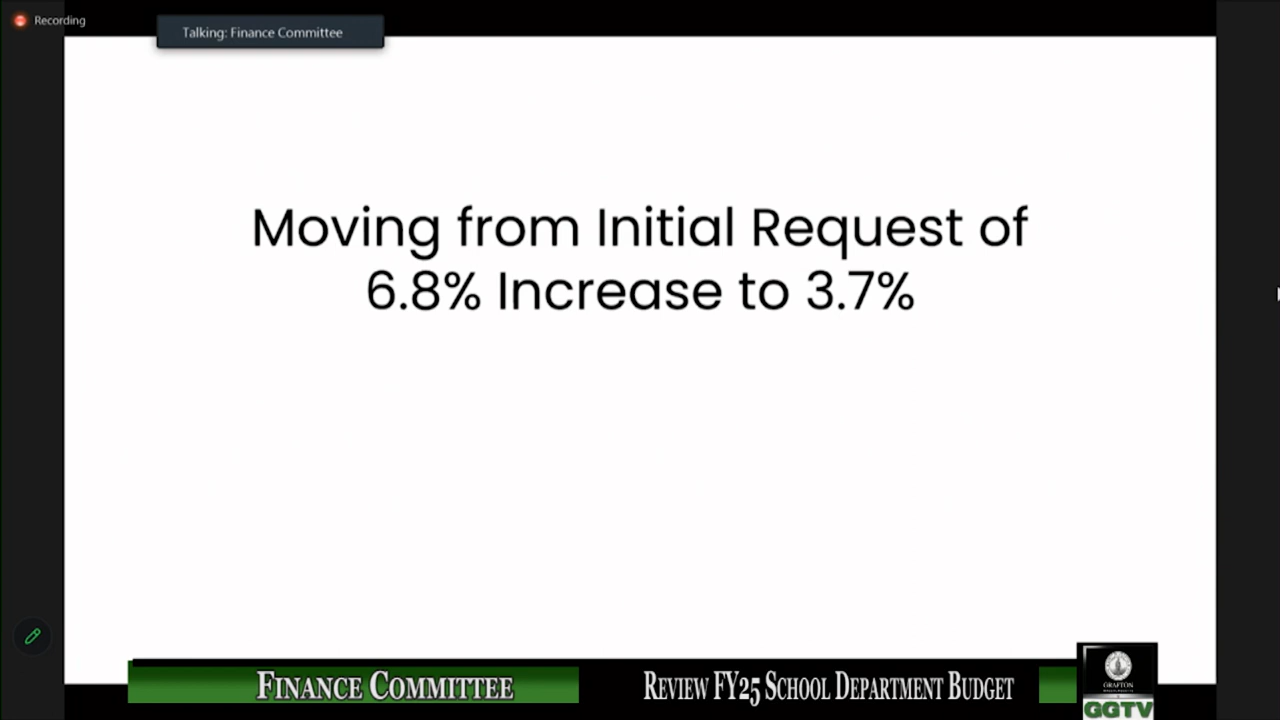 Recording
Talking: Finance Committee
Moving from Initial Request of
6.8% Increase to 3.7%
Finance Committee
Review FY25 School Department Budget
GRAFTON
GGTV